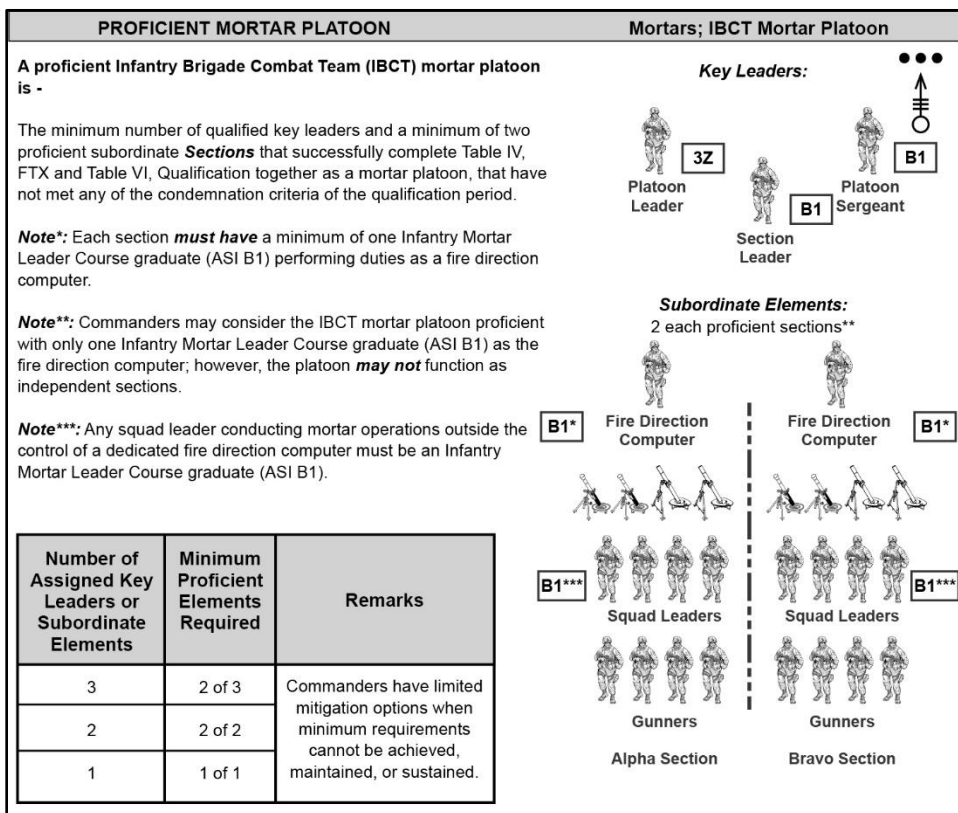 PROFICIENT MORTAR PLATOON
A proficient Infantry Brigade Combat Team (IBCT) mortar platoon
is -
The minimum number of qualified key leaders and a minimum of two
proficient subordinate Sections that successfully complete Table IV,
FTX and Table VI, Qualification together as a mortar platoon, that have
not met any of the condemnation criteria of the qualification period.
Note*: Each section must have a minimum of one Infantry Mortar
Leader Course graduate (ASI B1) performing duties as a fire direction
computer.
Note**: Commanders may consider the IBCT mortar platoon proficient
with only one Infantry Mortar Leader Course graduate (ASI B1) as the
fire direction computer; however, the platoon may not function as
independent sections.
Note***: Any squad leader conducting mortar operations outside the
control of a dedicated fire direction computer must be an Infantry
Mortar Leader Course graduate (ASI B1).
Number of
Assigned Key
Leaders or
Subordinate
Elements
Minimum
Proficient
Elements
Required
Remarks
3
2 of 3
2
2 of 2
1
1 of 1
Commanders have limited
mitigation options when
minimum requirements
cannot be achieved,
maintained, or sustained.
Mortars; IBCT Mortar Platoon
Key Leaders:
3Z
Platoon
Leader
B1
Section
Leader
B1
Platoon
Sergeant
Subordinate Elements:
2 each proficient sections**
B1*
Fire Direction
Computer
Fire Direction
Computer
B1*
B1***
Squad Leaders
Squad Leaders
B1***
Gunners
Gunners
Alpha Section
Bravo Section